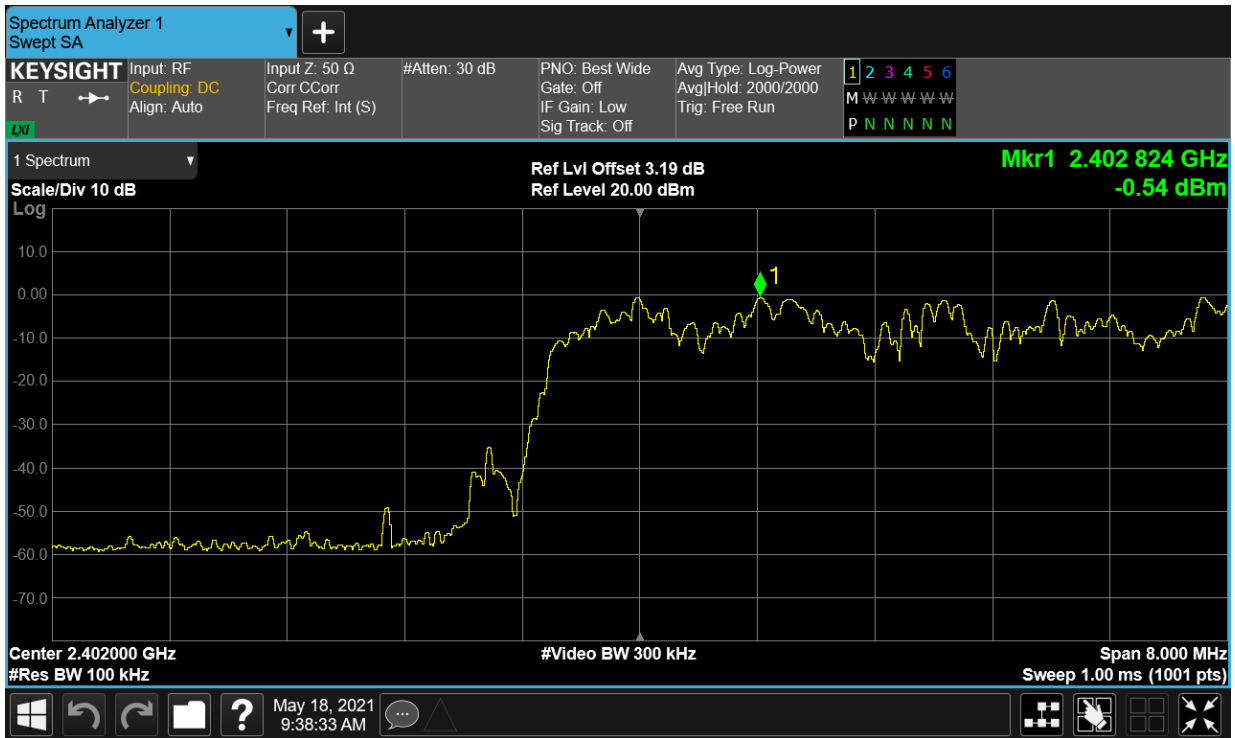 Spectrum Analyzer 1
Swept SA
+
KEYSIGHT
R T
LXI
Input: RF
Coupling: DC
Align: Auto
Input Z: 50 Ω
Corr CCorr
Freq Ref: Int (S)
#Atten: 30 dB
PNO: Best Wide
Gate: Off
IF Gain: Low
Sig Track: Off
Avg Type: Log-Power
Avg|Hold: 2000/2000
Trig: Free Run
1 2 3 4 5 6
M W W W W W
P N N N N N
1 Spectrum
Scale/Div 10 dB
Log
Ref Lvl Offset 3.19 dB
Ref Level 20.00 dBm
Mkr1 2.402 824 GHz
-0.54 dBm
10.0
0.00
-10.0
-20.0
-30.0
-40.0
-50.0
-60.0
-70.0
1
Center 2.402000 GHz
#Res BW 100 kHz
#Video BW 300 kHz
Span 8.000 MHz
Sweep 1.00 ms (1001 pts)
?
May 18, 2021
9:38:33 AM